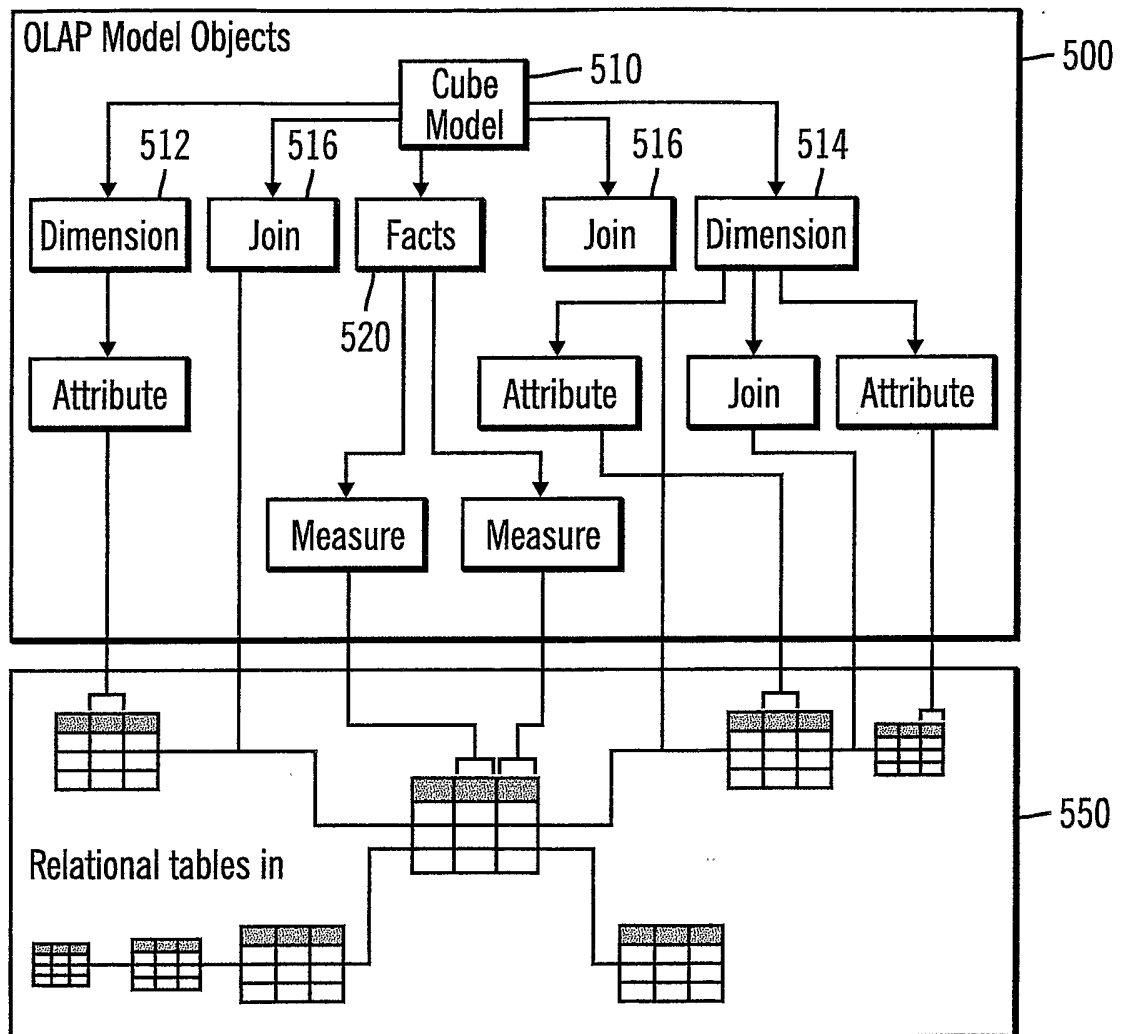 OLAP Model Objects
500
Cube
Model
510
512
516
516
514
Dimension
Join
Facts
Join
Dimension
520
Attribute
Attribute
Join
Attribute
Measure
Measure
550
Relational tables in